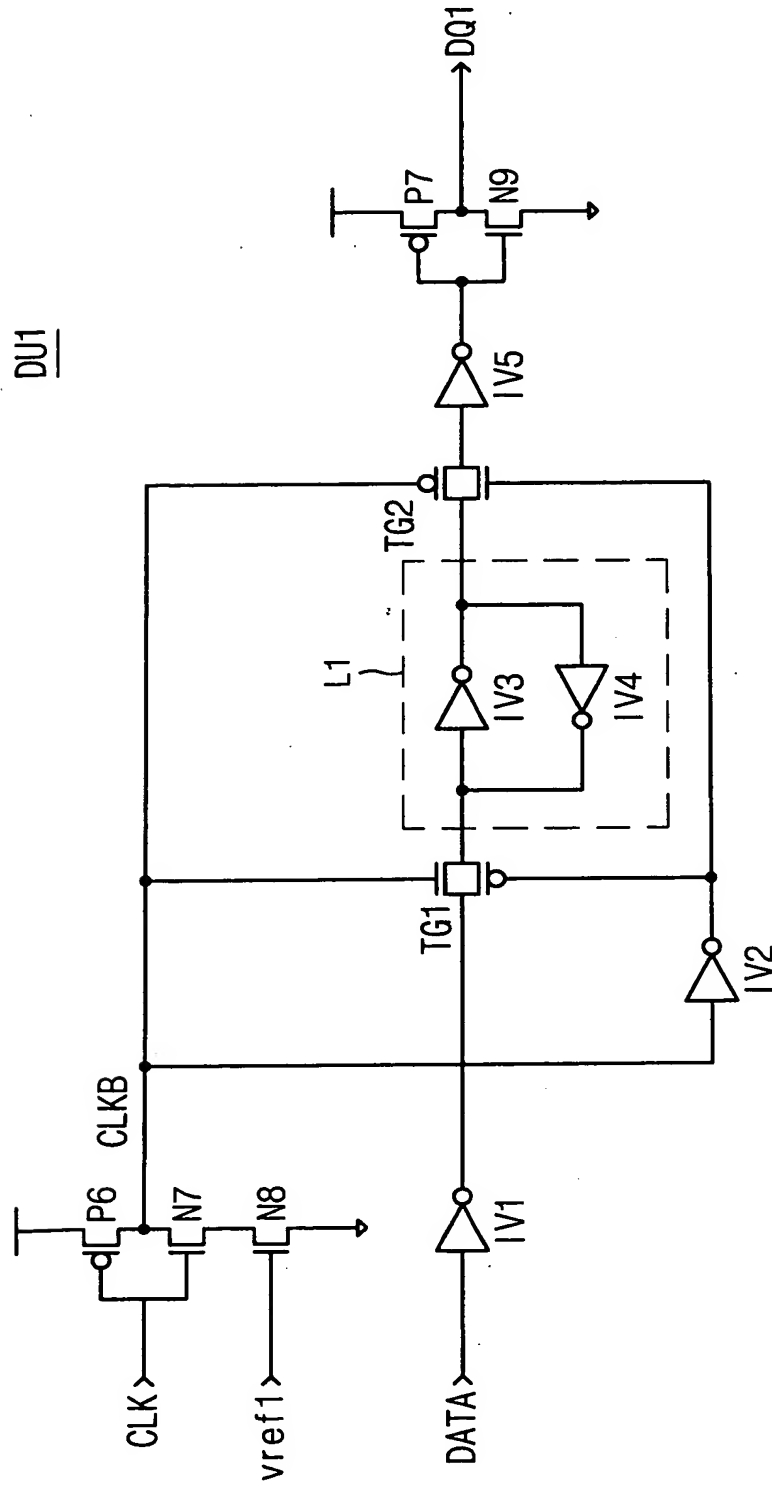 DU1
CLK
vref1
P6
N7
N8
CLKB
DATA
IV1
IV2
TG1
L1
IV3
IV4
TG2
IV5
P7
N9
DQ1